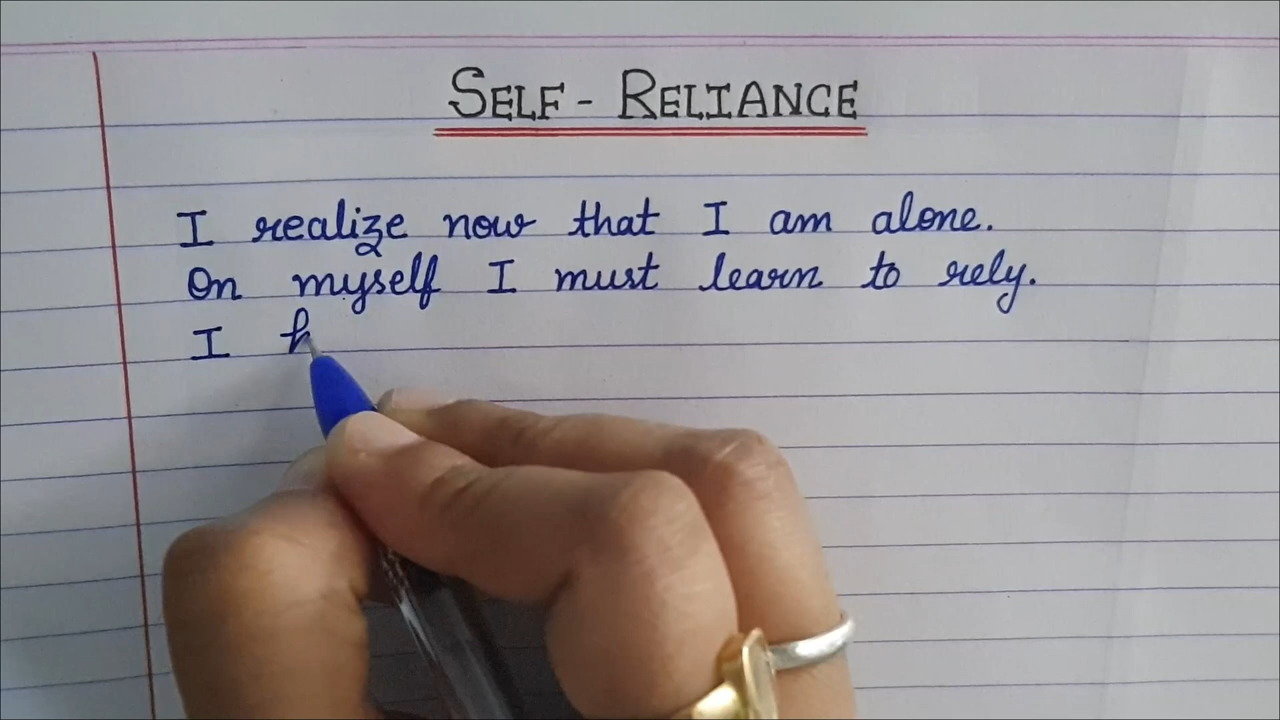 SELF - RELIANCE
I realize now that I am alone.
On myself I must learn to rely.
I h